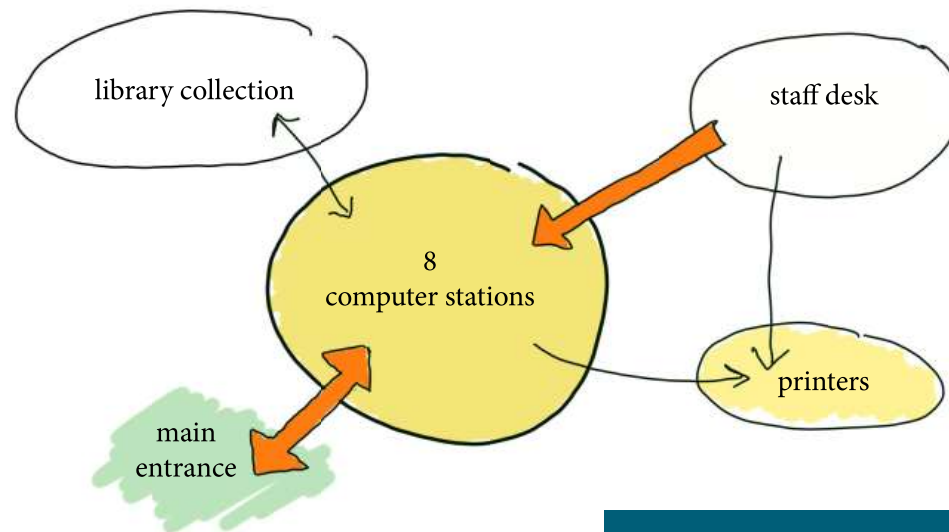 library collection
staff desk
8
computer stations
printers
main
entrance